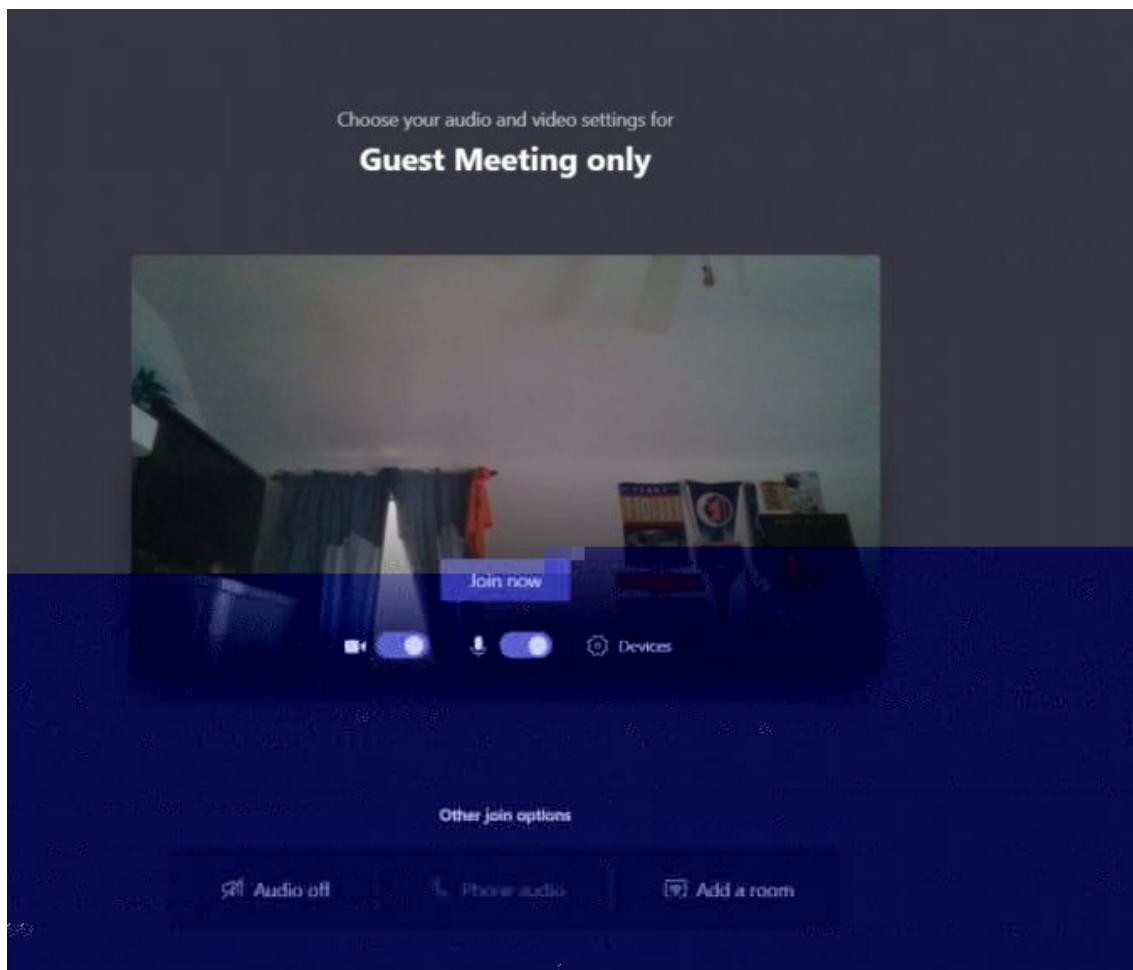 Choose your audio and video settings for
Guest Meeting only
Join now
Devices
Other join options
Audio off
Phone audio
Add a room